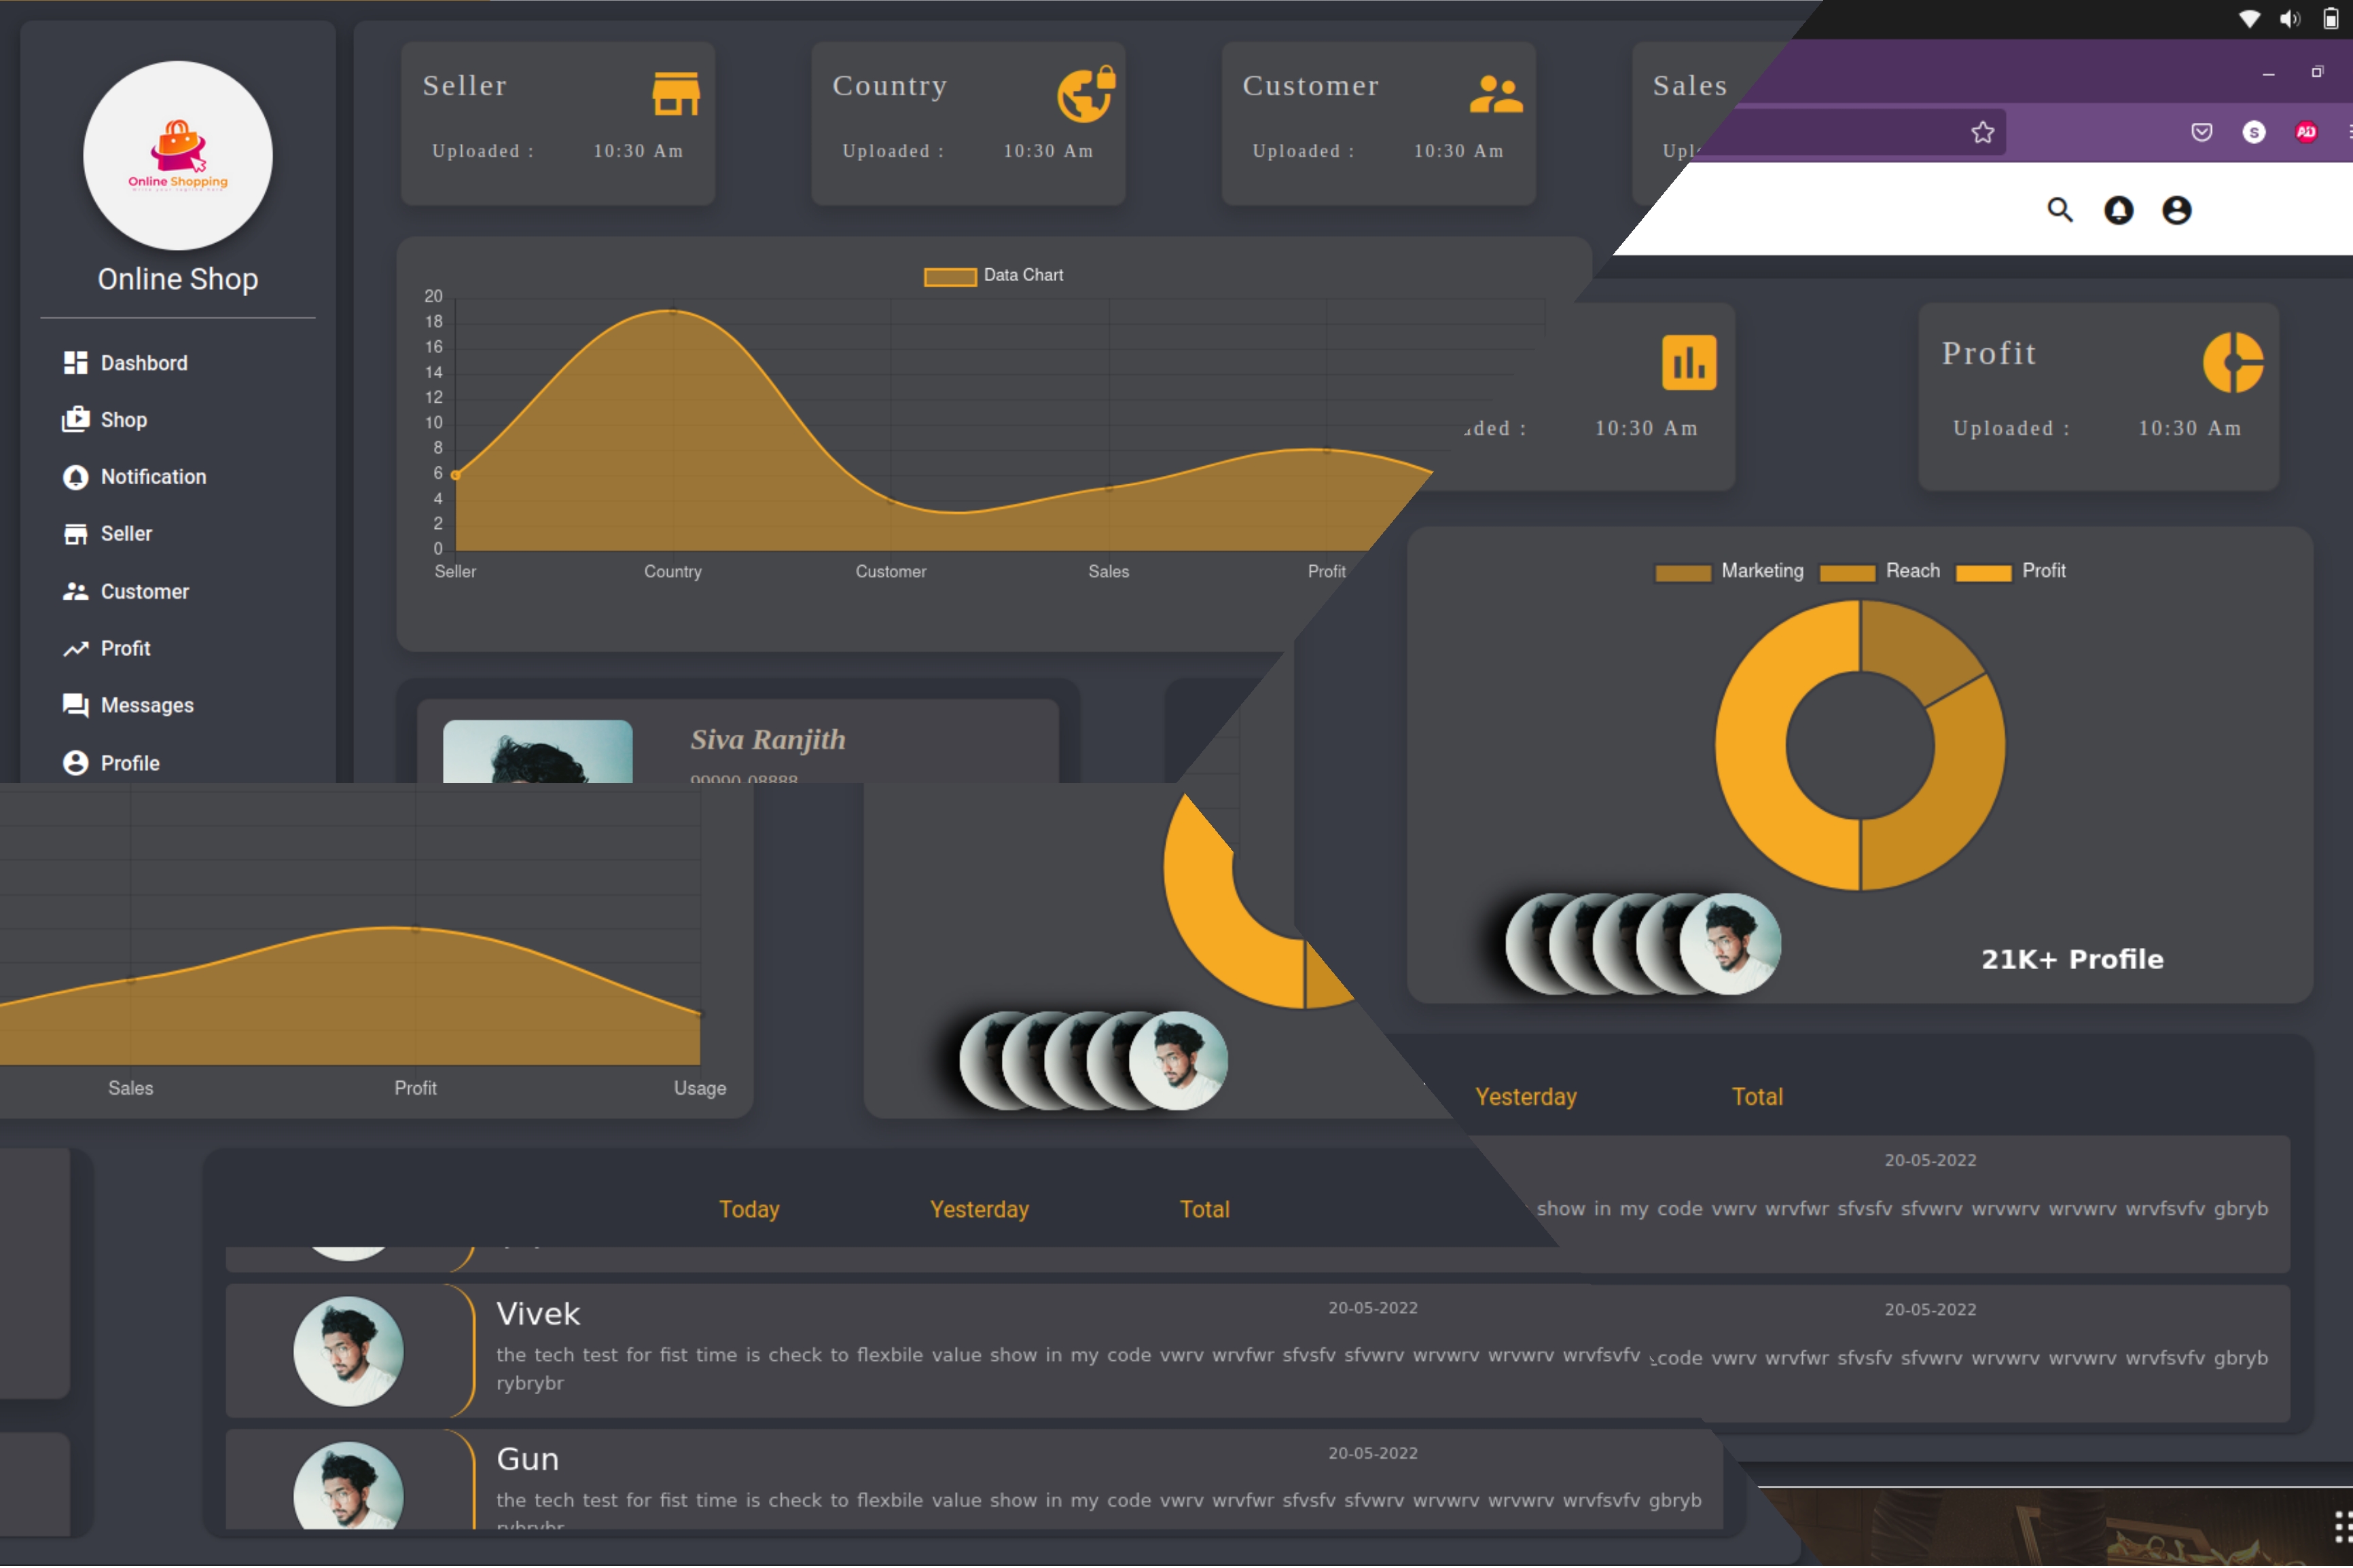 Seller
Uploaded : 10:30 Am
Country
Uploaded : 10:30 Am
Customer
Uploaded : 10:30 Am
Sales
Online Shopping
Online Shop
Dashbord
Shop
Notification
Seller
Customer
Profit
Messages
Profile
Data Chart
20
18
16
14
12
10
8
6
4
2
0
Seller Country Customer Sales Profit
S
AD
10:30 Am
Profit
Uploaded : 10:30 Am
Marketing Reach Profit
21K+ Profile
Siva Ranjith
99990 08888
Sales Profit Usage
Yesterday Total
20-05-2022
show in my code vwrv wrvfwr sfvsfv sfvwrv wrvwrv wrvwrv wrvfsvfv gbryb
20-05-2022
code vwrv wrvfwr sfvsfv sfvwrv wrvwrv wrvwrv wrvfsvfv gbryb
Today Yesterday Total
Vivek 20-05-2022
the tech test for fist time is check to flexbile value show in my code vwrv wrvfwr sfvsfv sfvwrv wrvwrv wrvwrv wrvfsvfv
rybrybr
Gun 20-05-2022
the tech test for fist time is check to flexbile value show in my code vwrv wrvfwr sfvsfv sfvwrv wrvwrv wrvwrv wrvfsvfv gbryb